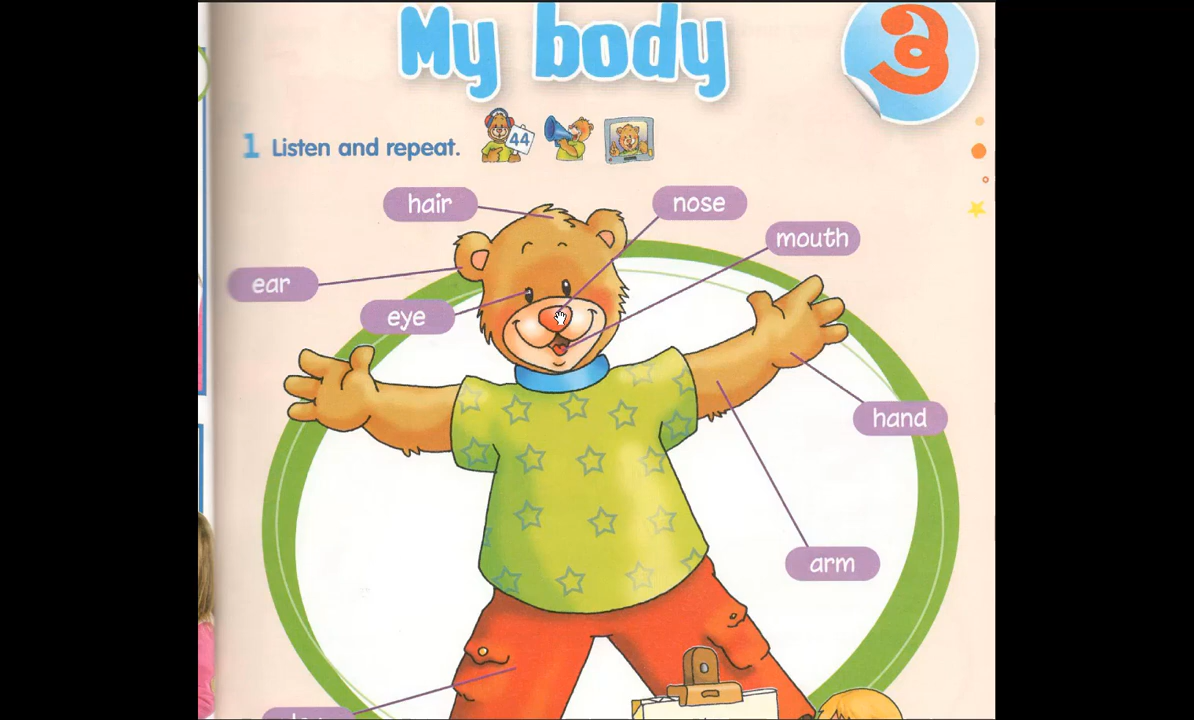 My body
3
1 Listen and repeat.
44
hair
nose
mouth
ear
eye
hand
arm